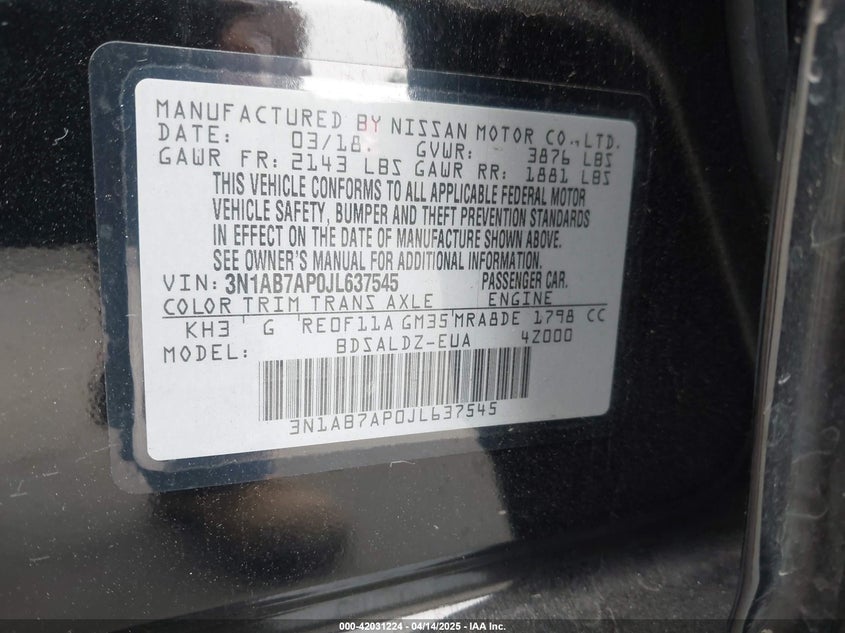 MANUFACTURED BY NISSAN MOTOR CO.,LTD.
DATE: 03/18 GVWR: 3876 LBS
GAWR FR: 2143 LBS GAWR RR: 1881 LBS
THIS VEHICLE CONFORMS TO ALL APPLICABLE FEDERAL MOTOR
VEHICLE SAFETY, BUMPER AND THEFT PREVENTION STANDARDS
IN EFFECT ON THE DATE OF MANUFACTURE SHOWN ABOVE.
SEE OWNER'S MANUAL FOR ADDITIONAL INFORMATION.
VIN: 3N1AB7AP0JL637545 PASSENGER CAR.
COLOR TRIM TRANS AXLE ENGINE
KH3 G RE0F11A GM35 MRA8DE 1798 CC
MODEL: BDSALDZ-EUA 4Z000
3N1AB7AP0JL637545
000-42031224 04/14/2025 - IAA Inc.